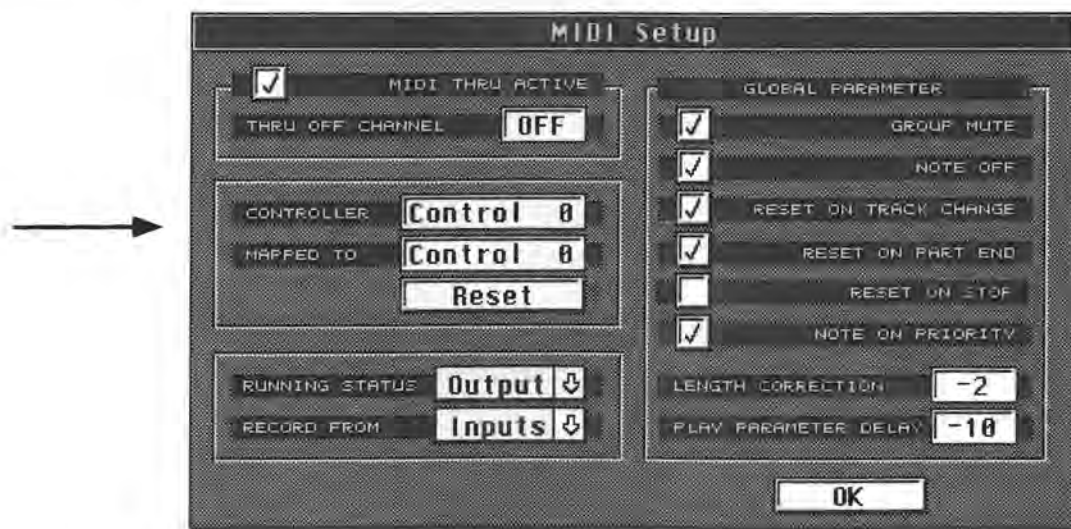 MIDI Setup
MIDI THRU ACTIVE
THRU OFF CHANNEL OFF
CONTROLLER Control 0
MAPPED TO Control 0
Reset
RUNNING STATUS Output
RECORD FROM Inputs
GLOBAL PARAMETER
GROUP MUTE
NOTE OFF
RESET ON TRACK CHANGE
RESET ON PART END
RESET ON STOP
NOTE ON PRIORITY
LENGTH CORRECTION -2
PLAY PARAMETER DELAY -10
OK